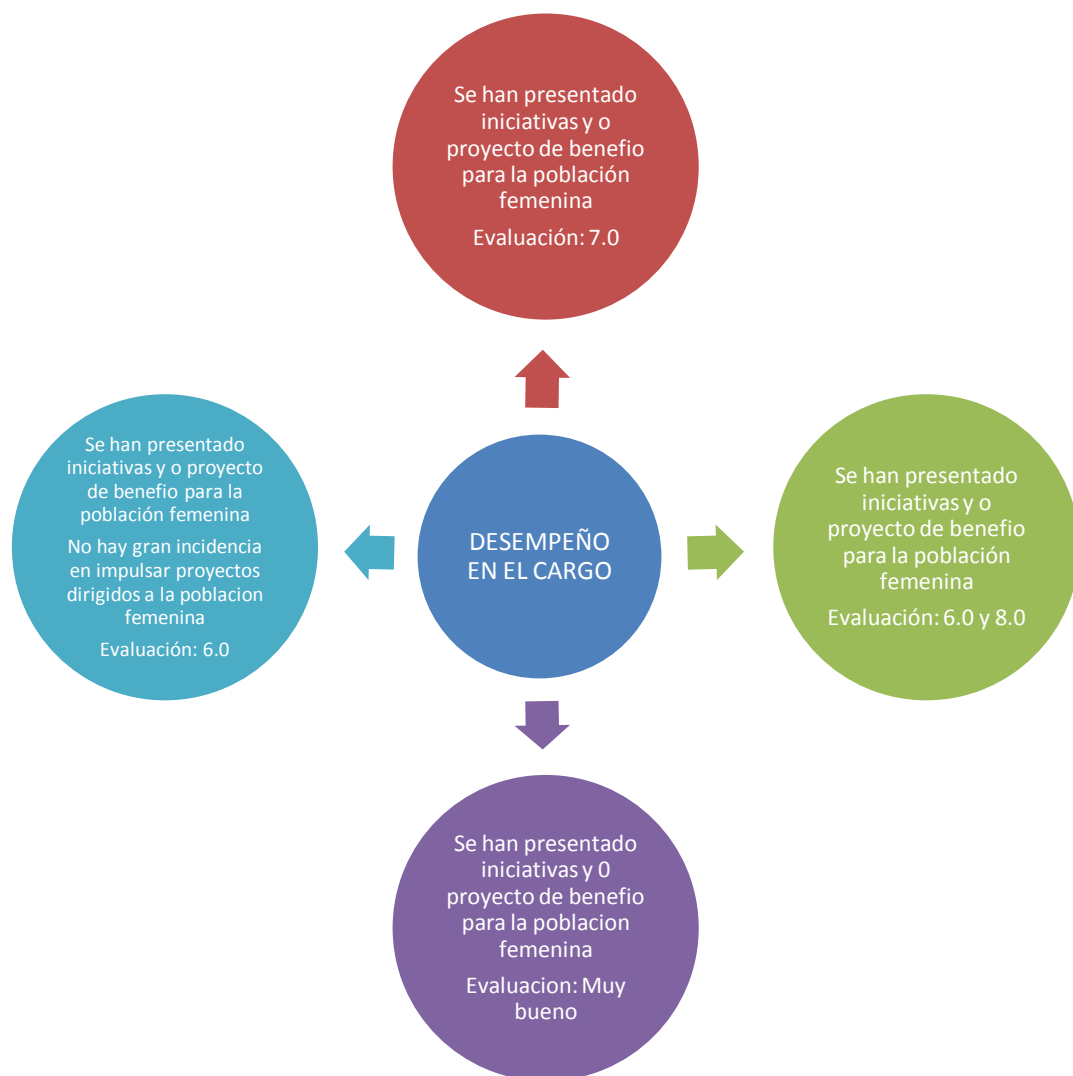 Se han presentado
iniciativas y o
proyecto de benefio
para la población
femenina
Evaluación: 7.0
Se han presentado
iniciativas y o proyecto
de benefio para la
población femenina
No hay gran incidencia
en impulsar proyectos
dirigidos a la poblacion
femenina
Evaluación: 6.0
DESEMPEÑO
EN EL CARGO
Se han presentado
iniciativas y o
proyecto de benefio
para la población
femenina
Evaluación: 6.0 y 8.0
Se han presentado
iniciativas y 0
proyecto de benefio
para la poblacion
femenina
Evaluacion: Muy
bueno